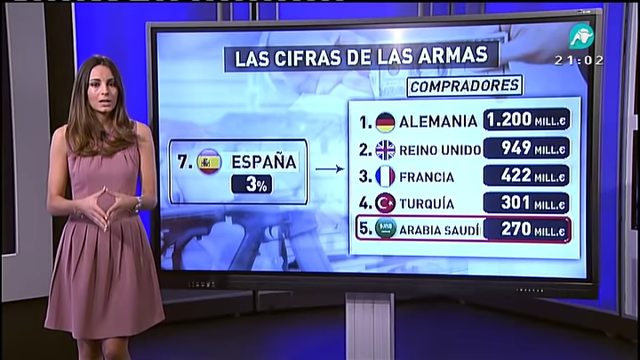 LAS CIFRAS DE LAS ARMAS
21:02
COMPRADORES
7. ESPAÑA
3%
1. ALEMANIA 1.200 MILL.€
2. REINO UNIDO 949 MILL.€
3. FRANCIA 422 MILL.€
4. TURQUÍA 301 MILL.€
5. ARABIA SAUDÍ 270 MILL.€